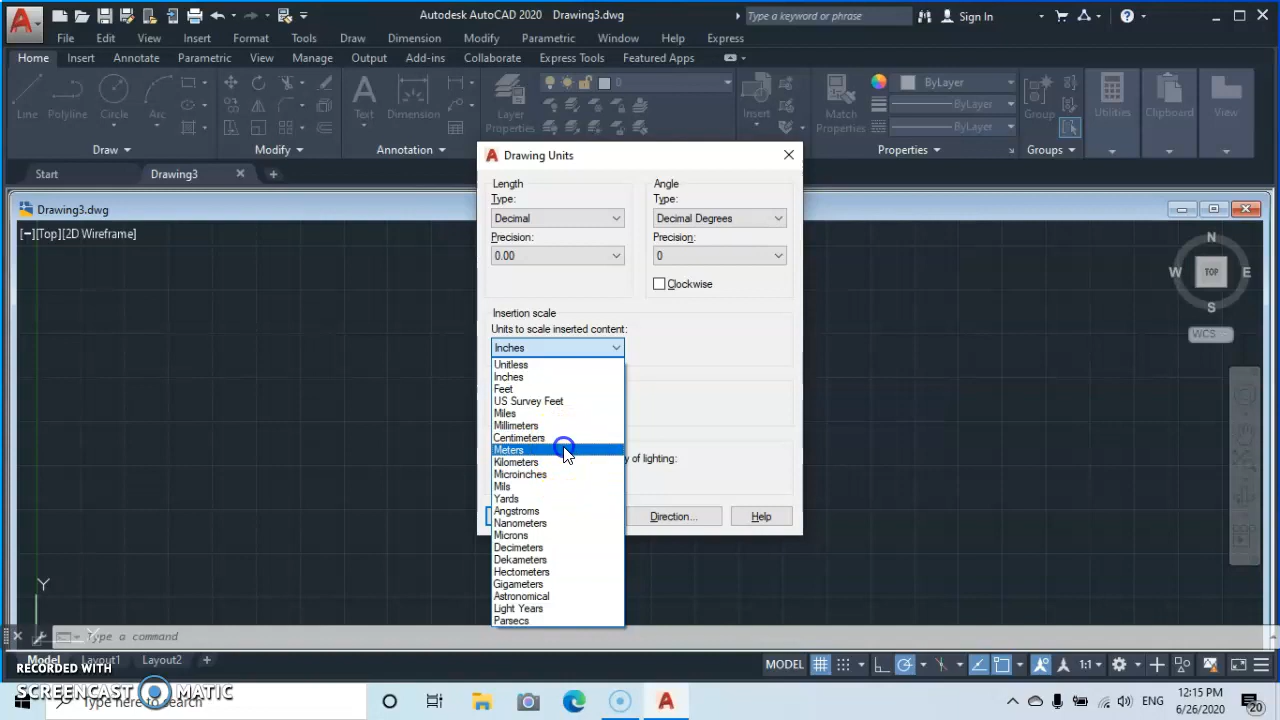 Autodesk AutoCAD 2020 Drawing3.dwg
Type a keyword or phrase
Sign In
File Edit View Insert Format Tools Draw Dimension Modify Parametric Window Help Express
Home Insert Annotate Parametric View Manage Output Add-ins Collaborate Express Tools Featured Apps
Line Polyline Circle Arc Text Dimension Layer Properties Insert Match Properties Group Utilities Clipboard View
0
ByLayer
ByLayer
ByLayer
Draw Modify Annotation Properties Groups
Start Drawing3
Drawing3.dwg
[−][Top][2D Wireframe]
N
W TOP E
S
WCS
Drawing Units
Length
Type:
Decimal
Precision:
0.00
Angle
Type:
Decimal Degrees
Precision:
0
Clockwise
Insertion scale
Units to scale inserted content:
Inches
Unitless
Inches
Feet
US Survey Feet
Miles
Millimeters
Centimeters
Meters
Kilometers
Microinches
Mils
Yards
Angstroms
Nanometers
Microns
Decimeters
Dekameters
Hectometers
Gigameters
Astronomical
Light Years
Parsecs
y of lighting:
Direction... Help
Y
Type a command
Model Layout1 Layout2
MODEL 1:1
RECORDED WITH
SCREENCAST MATIC
Type here to search
ENG
12:15 PM
6/26/2020
20